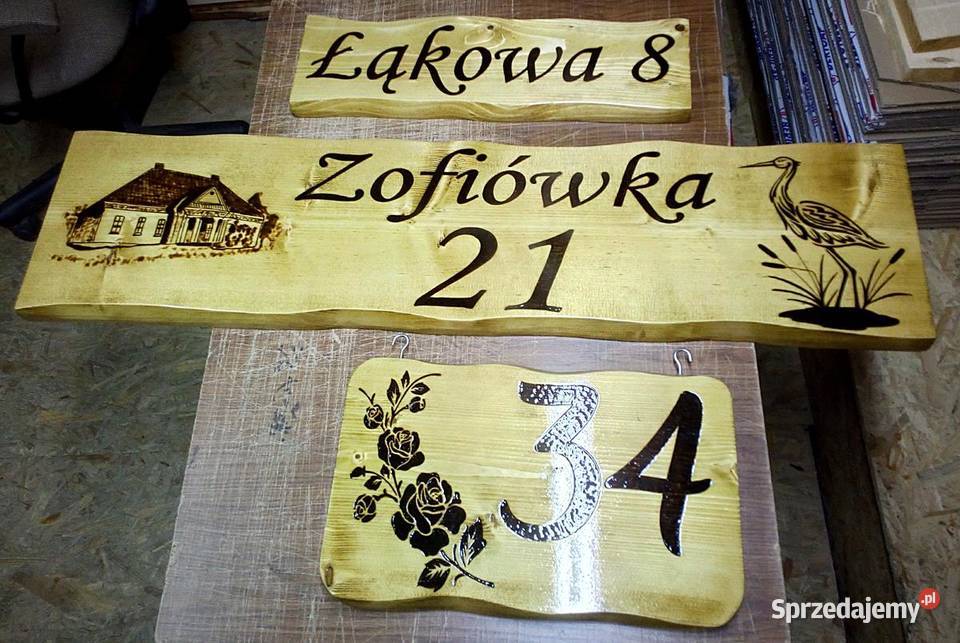 Łąkowa 8
Zofiówka
21
34
Sprzedajemy.pl